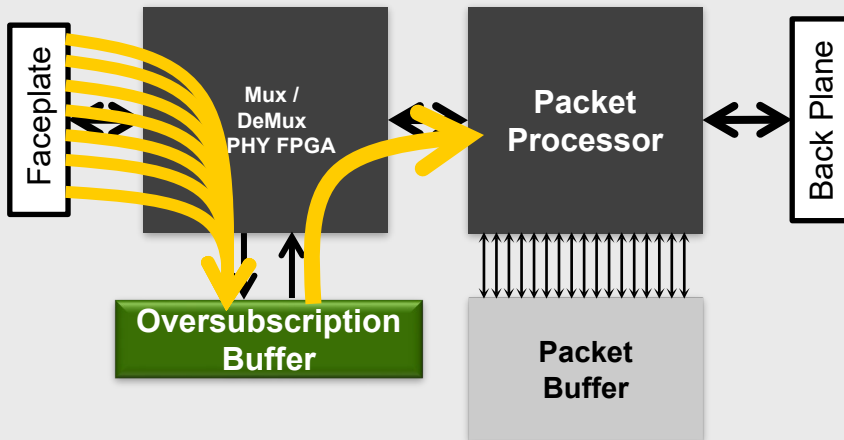 Faceplate
Mux /
DeMux
PHY FPGA
Packet
Processor
Back Plane
Oversubscription
Buffer
Packet
Buffer